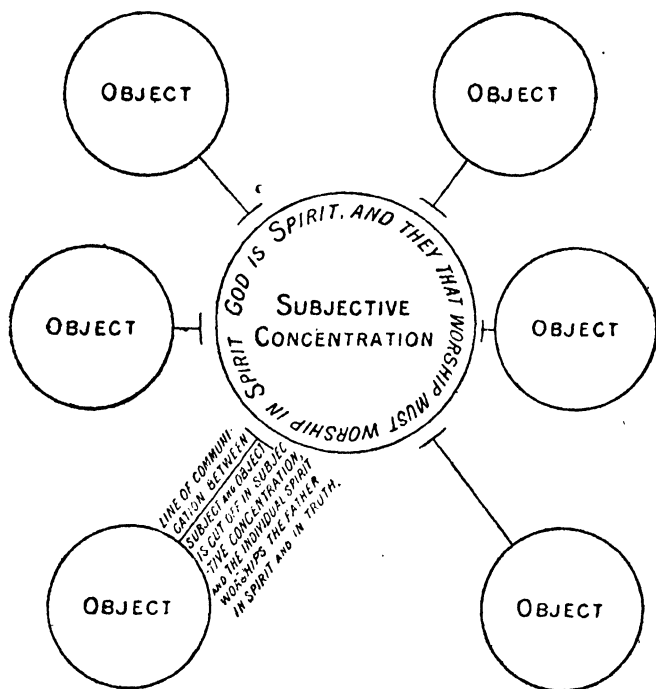 OBJECT
OBJECT
GOD IS SPIRIT, AND THEY THAT WORSHIP MUST WORSHIP IN SPIRIT
SUBJECTIVE
CONCENTRATION
OBJECT
OBJECT
LINE OF COMMUNI-
CATION BETWEEN
SUBJECT AND OBJECT
IS CUT OFF IN SUBJEC
-TIVE CONCENTRATION,
AND THE INDIVIDUAL SPIRIT
WORSHIPS THE FATHER
IN SPIRIT AND IN TRUTH.
OBJECT
OBJECT